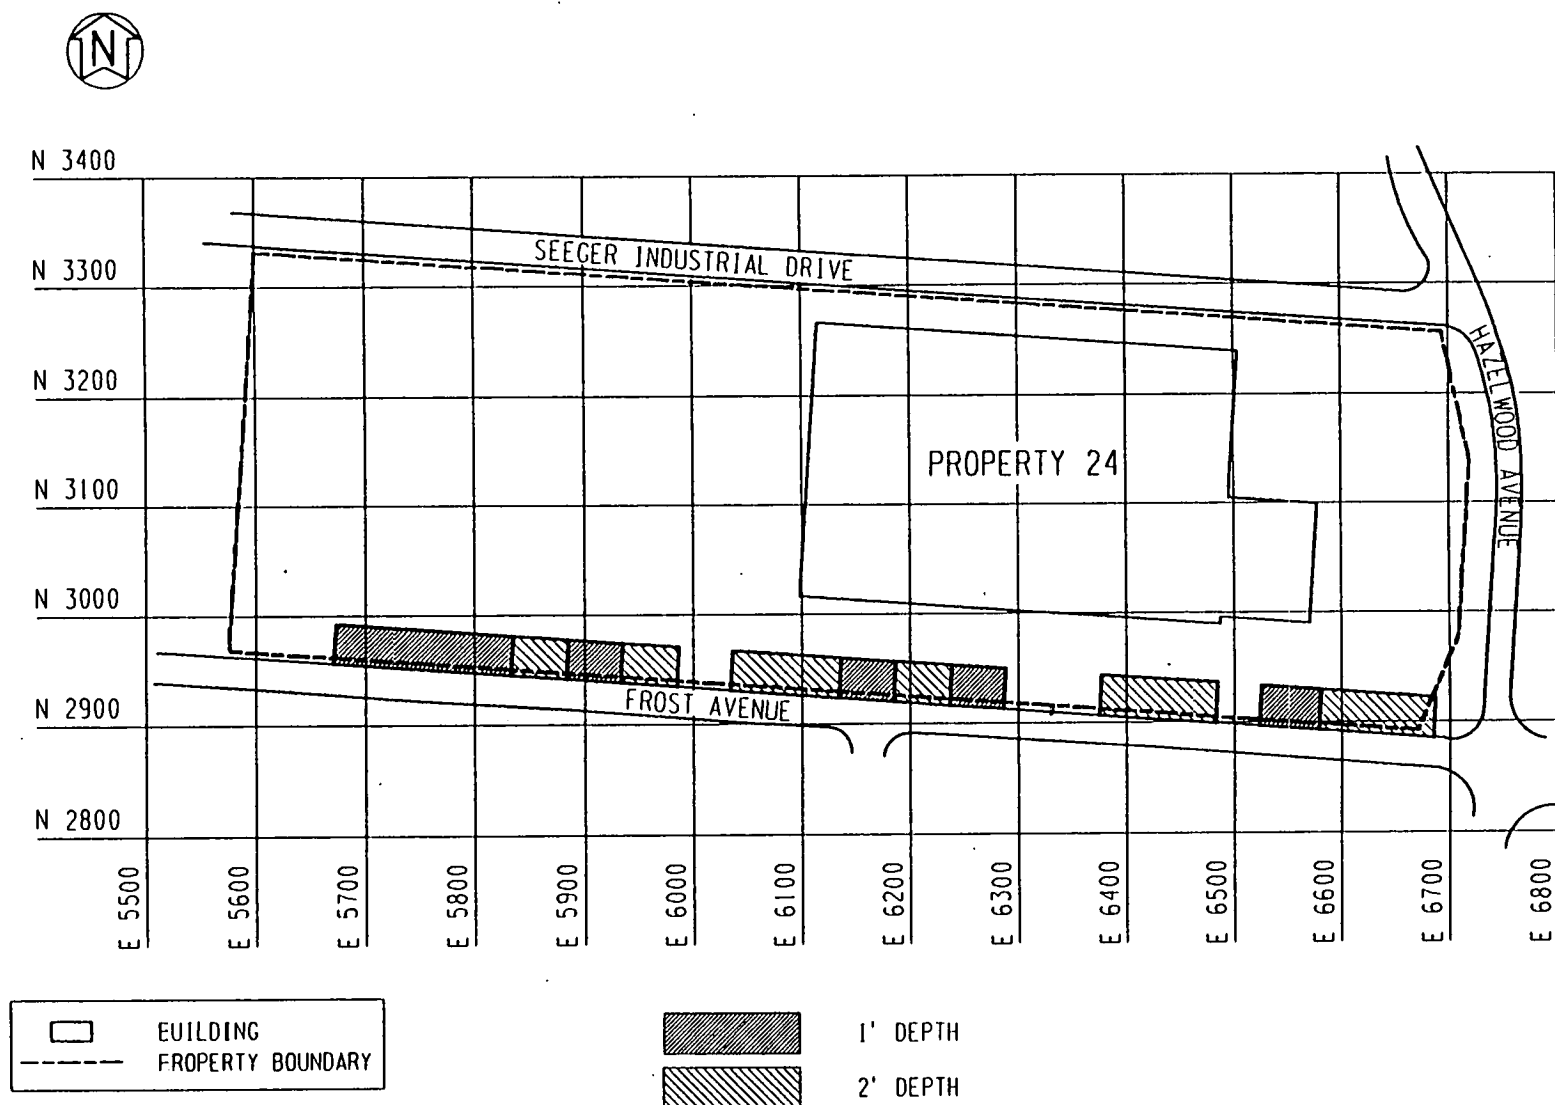 N
N 3400
SEEGER INDUSTRIAL DRIVE
N 3300
HAZELWOOD AVENUE
N 3200
PROPERTY 24
N 3100
N 3000
FROST AVENUE
N 2900
N 2800
E 5500
E 5600
E 5700
E 5800
E 5900
E 6000
E 6100
E 6200
E 6300
E 6400
E 6500
E 6600
E 6700
E 6800
EUILDING
FROPERTY BOUNDARY
1' DEPTH
2' DEPTH